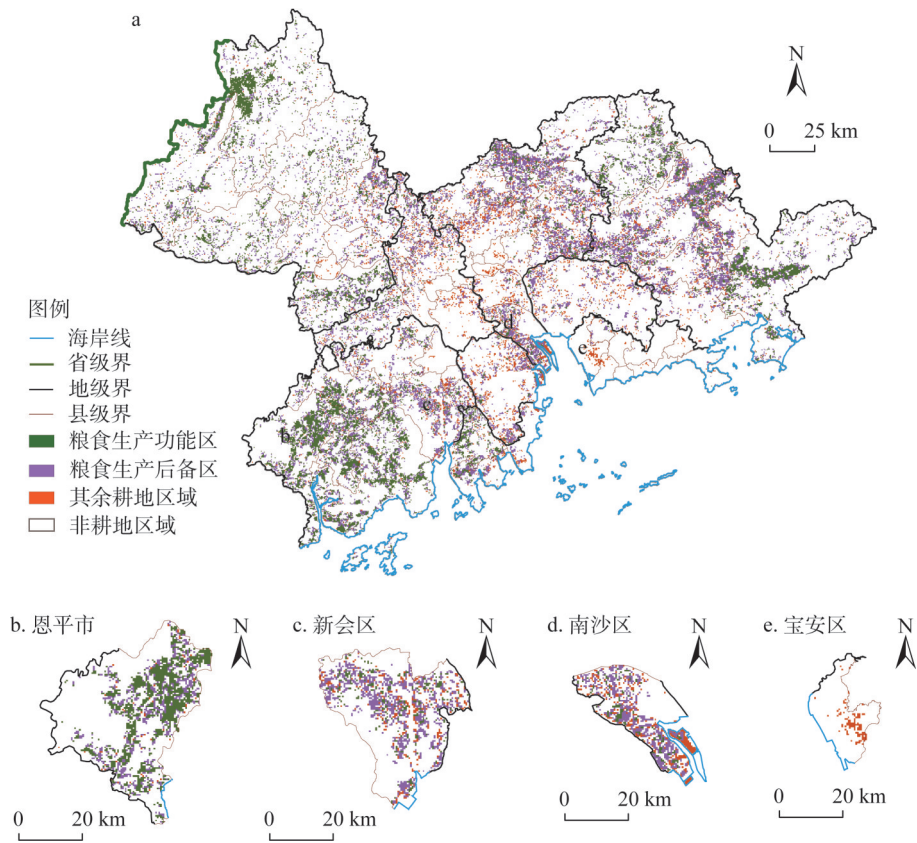 a
N
0 25 km
d
e
c
b
图例
海岸线
省级界
地级界
县级界
粮食生产功能区
粮食生产后备区
其余耕地区域
非耕地区域
b. 恩平市
N
0 20 km
c. 新会区
N
0 20 km
d. 南沙区
N
0 20 km
e. 宝安区
N
0 20 km